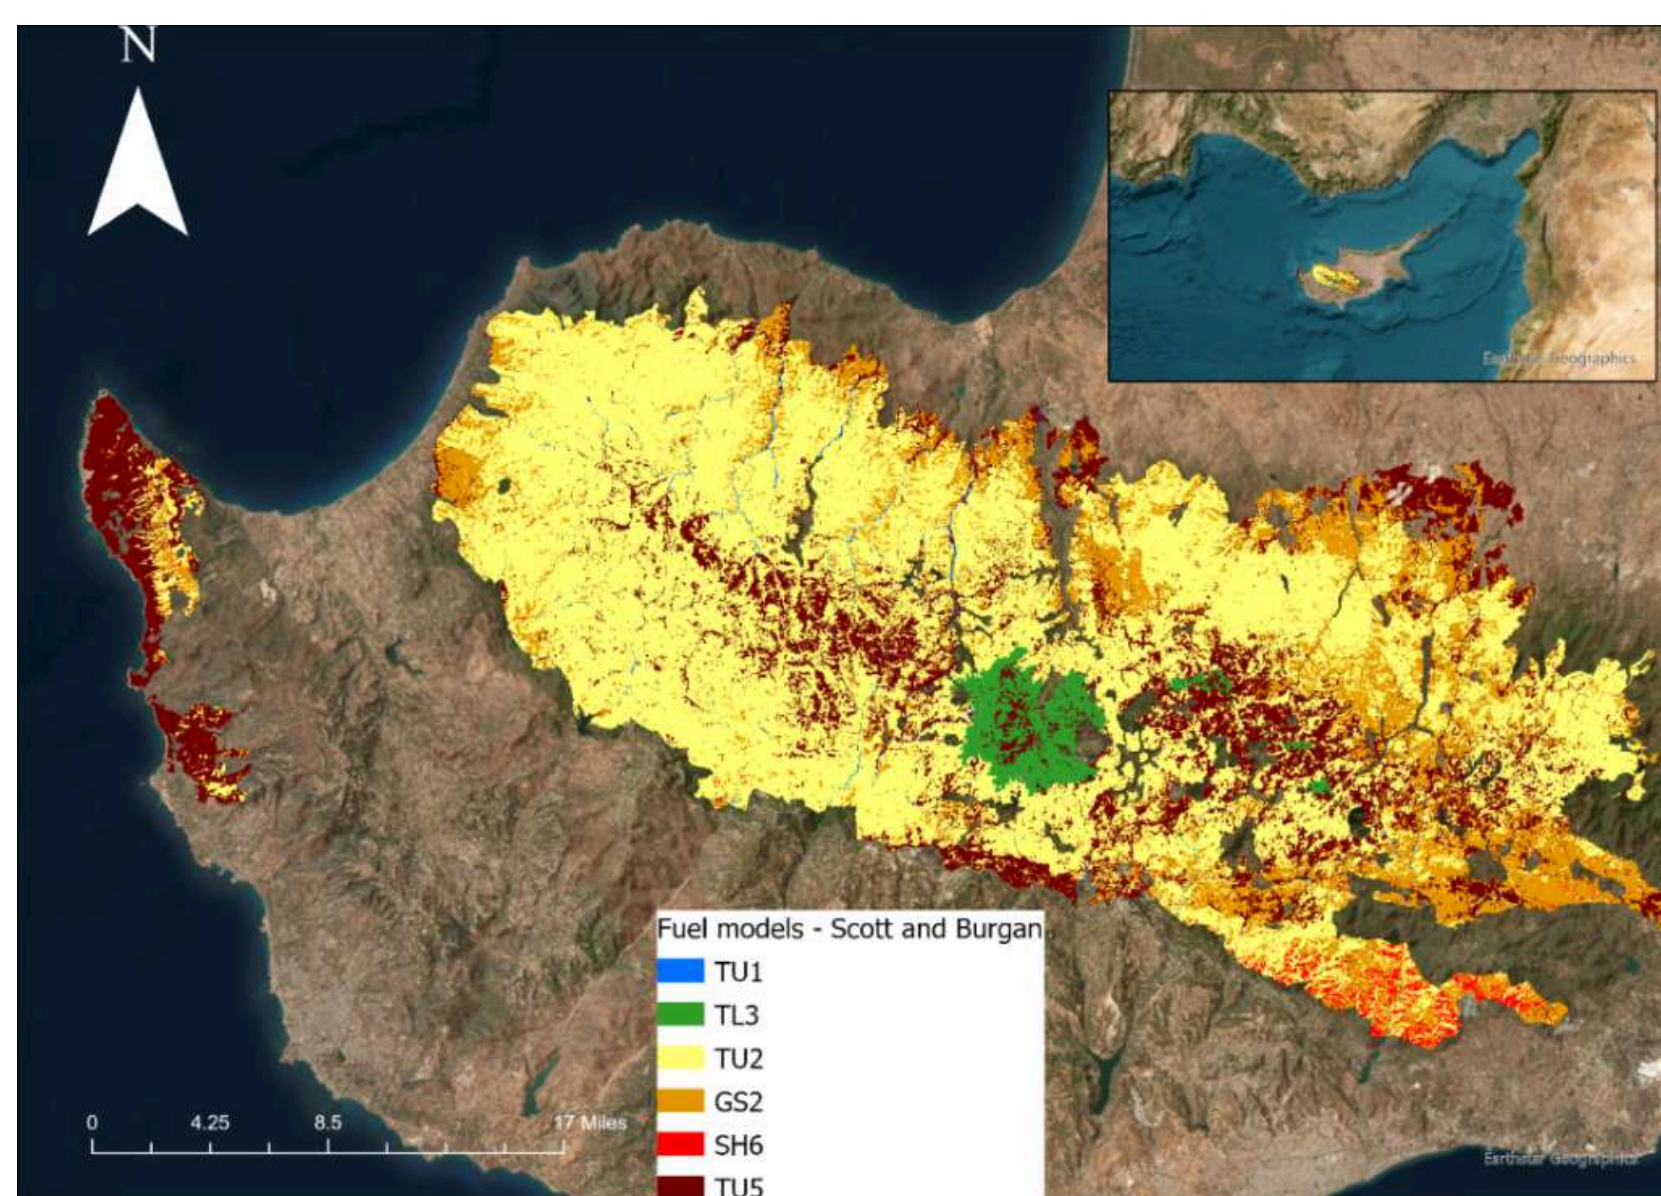 N
Earthstar Geographics
Fuel models - Scott and Burgan
TU1
TL3
TU2
GS2
SH6
TU5
0 4.25 8.5 17 Miles
Earthstar Geographics